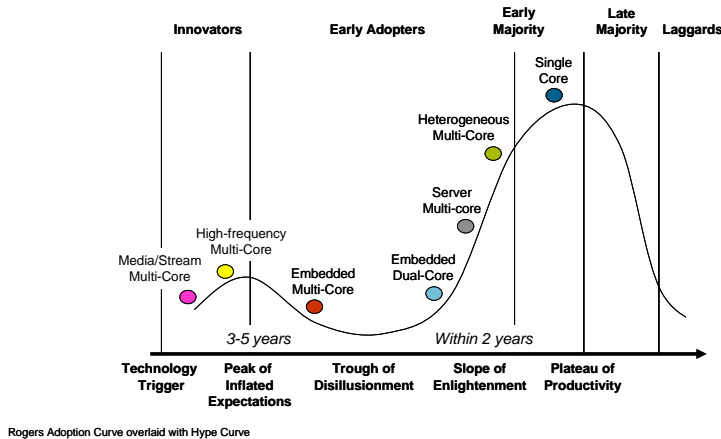 Innovators
Early Adopters
Early
Majority
Late
Majority
Laggards
Single
Core
Heterogeneous
Multi-Core
Server
Multi-core
High-frequency
Multi-Core
Media/Stream
Multi-Core
Embedded
Multi-Core
Embedded
Dual-Core
3-5 years
Within 2 years
Technology
Trigger
Peak of
Inflated
Expectations
Trough of
Disillusionment
Slope of
Enlightenment
Plateau of
Productivity
Rogers Adoption Curve overlaid with Hype Curve